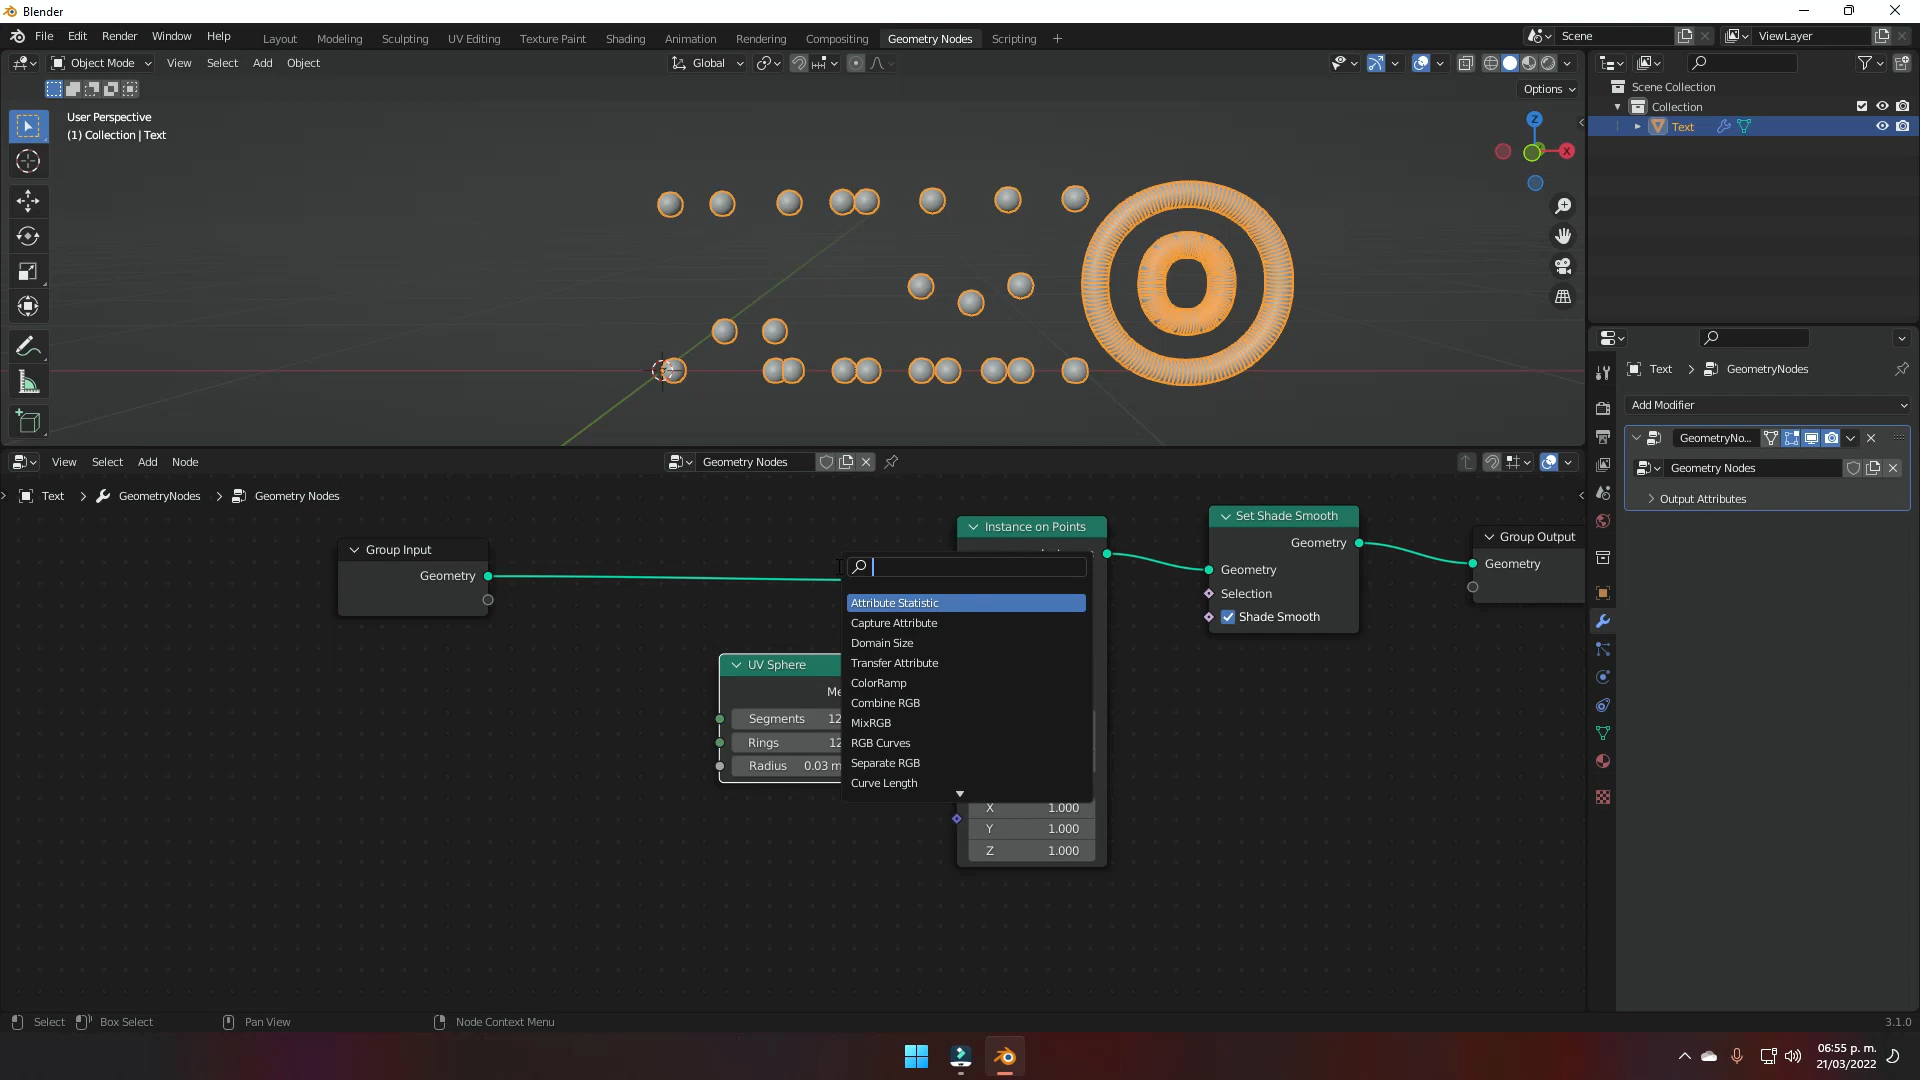 Blender
File Edit Render Window Help
Layout Modeling Sculpting UV Editing Texture Paint Shading Animation Rendering Compositing Geometry Nodes Scripting
Scene
ViewLayer
Object Mode View Select Add Object
Global
Options
User Perspective
(1) Collection | Text
Z
X
Scene Collection
Collection
Text
View Select Add Node
Geometry Nodes
Text GeometryNodes Geometry Nodes
Group Input
Geometry
UV Sphere
Me
Segments 12
Rings 12
Radius 0.03 m
Attribute Statistic
Capture Attribute
Domain Size
Transfer Attribute
ColorRamp
Combine RGB
MixRGB
RGB Curves
Separate RGB
Curve Length
Instance on Points
X 1.000
Y 1.000
Z 1.000
Set Shade Smooth
Geometry
Geometry
Selection
Shade Smooth
Group Output
Geometry
Text GeometryNodes
Add Modifier
GeometryNo...
Geometry Nodes
Output Attributes
Select Box Select Pan View Node Context Menu
3.1.0
06:55 p. m.
21/03/2022